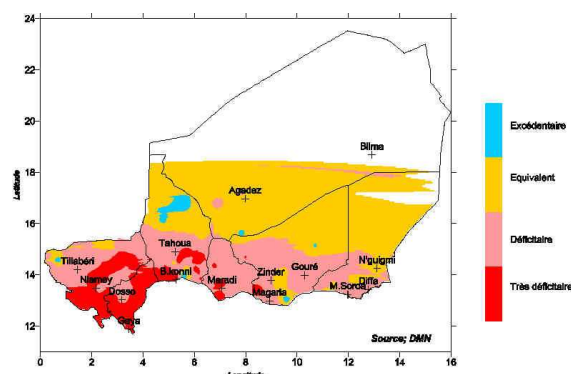 24
22
20
18
16
14
12
Latitude
0 2 4 6 8 10 12 14 16
Longitude
Bilma
Agadez
Tahoua
Tillabéri
N'guigmi
Zinder
Gouré
B.konni
Maradi
Niamey
Diffa
Dosso
M.Soroa
Magaria
Gaya
Source; DMN
Excédentaire
Equivalent
Déficitaire
Très déficitaire